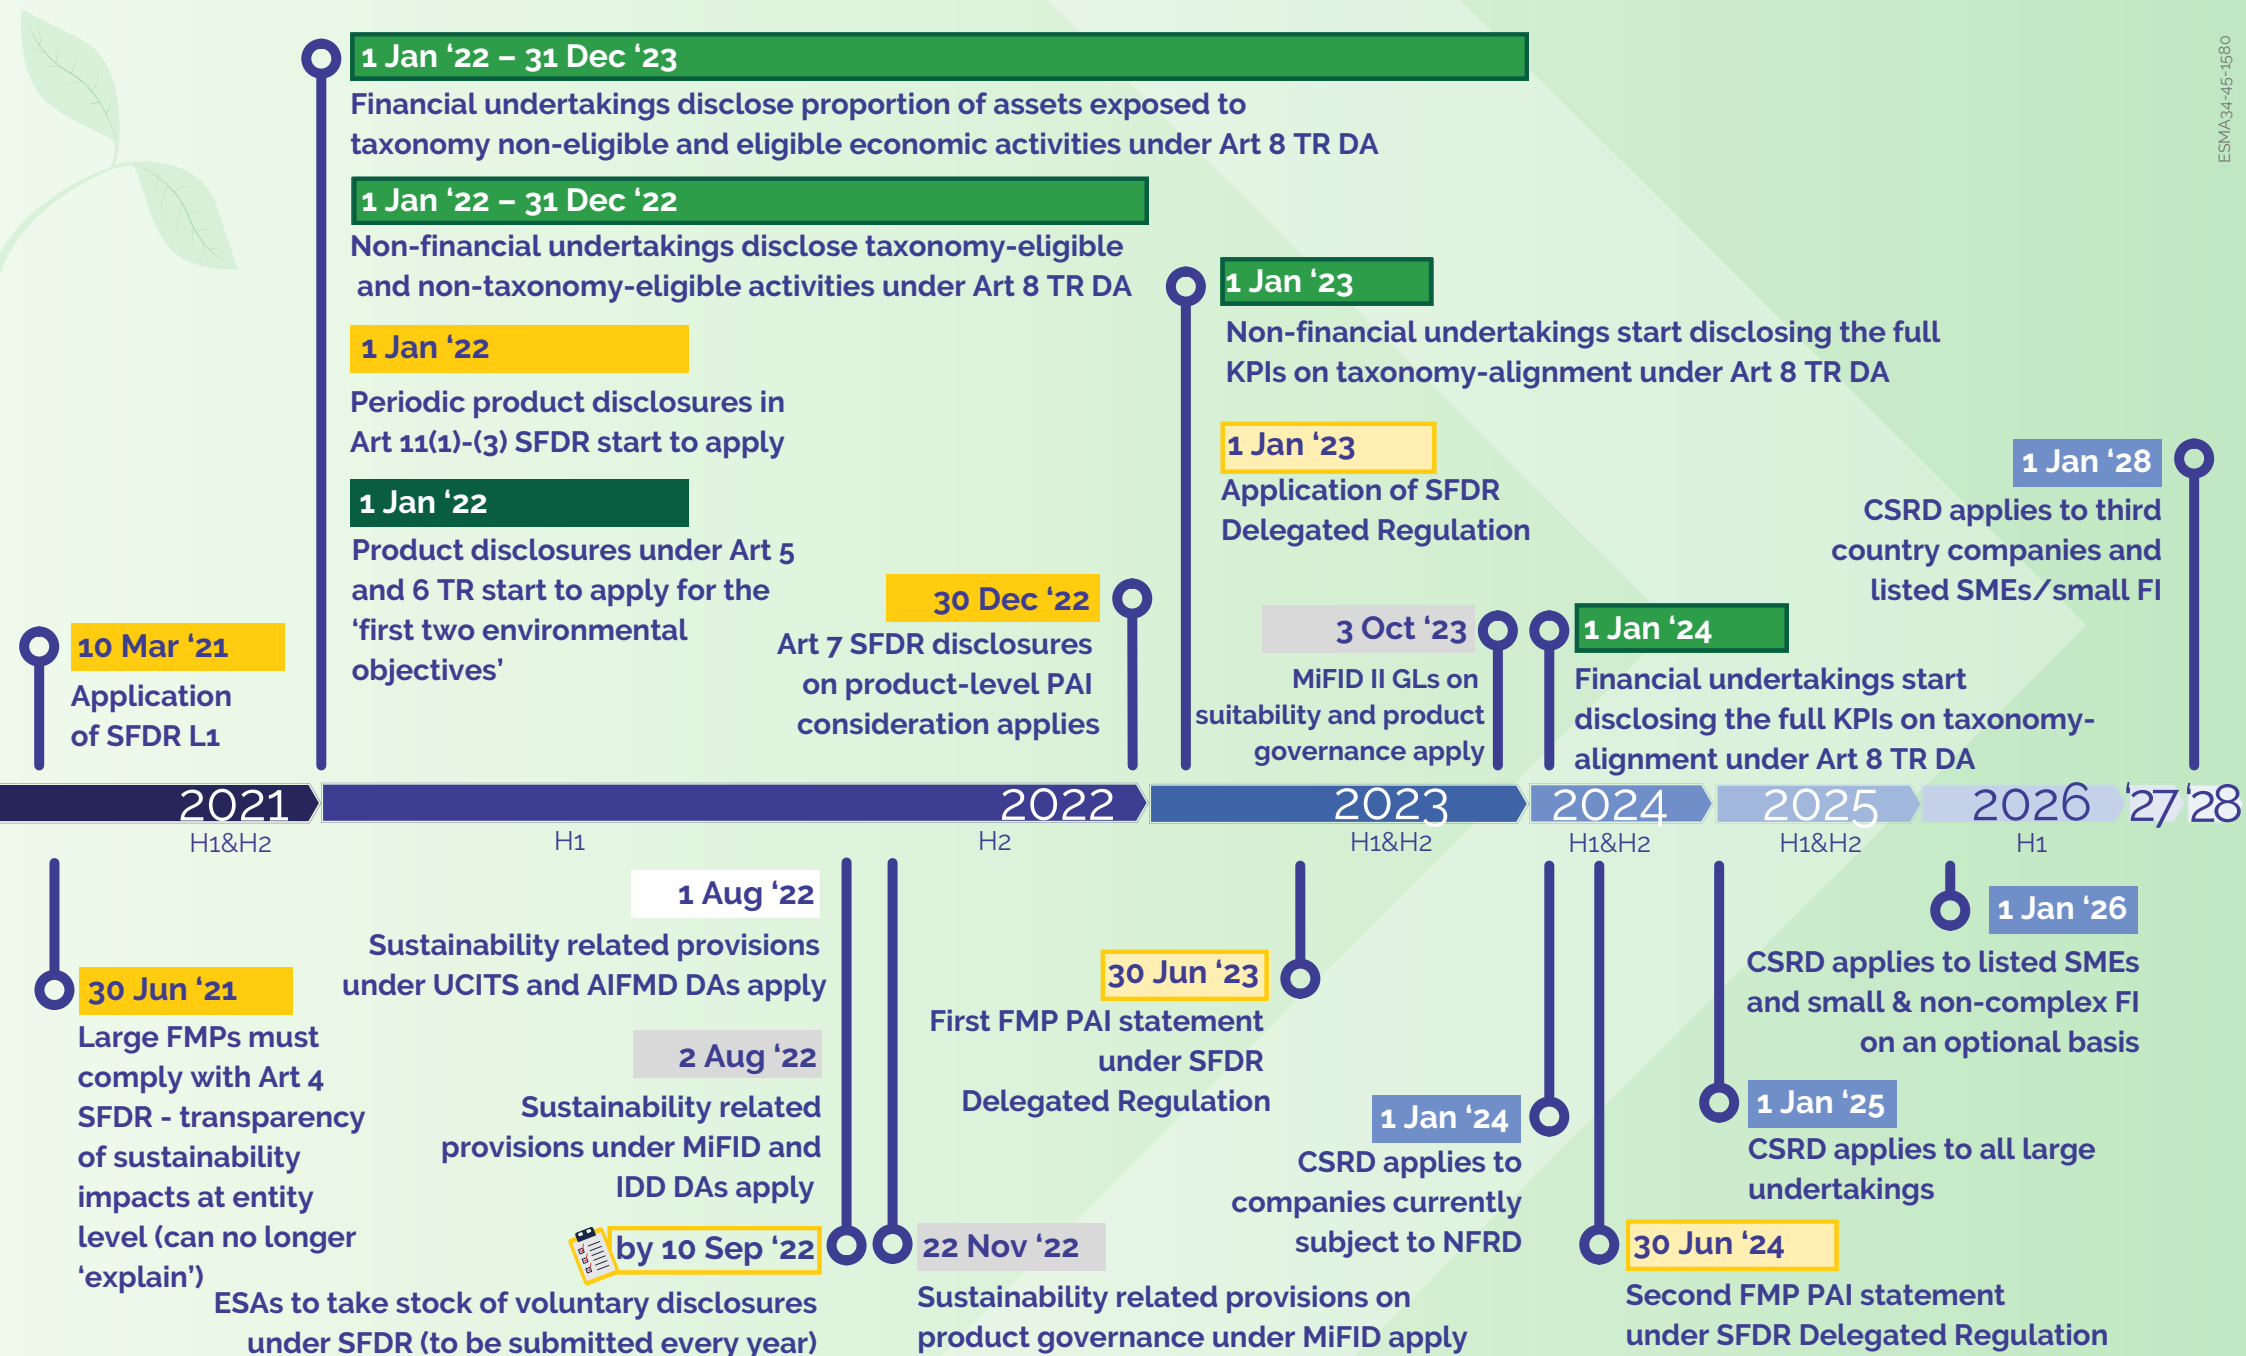 ESMA34-45-1580
1 Jan ‘22 – 31 Dec ‘23
Financial undertakings disclose proportion of assets exposed to
taxonomy non-eligible and eligible economic activities under Art 8 TR DA
1 Jan ‘22 – 31 Dec ‘22
Non-financial undertakings disclose taxonomy-eligible
and non-taxonomy-eligible activities under Art 8 TR DA
1 Jan ‘22
Periodic product disclosures in
Art 11(1)-(3) SFDR start to apply
1 Jan ‘22
Product disclosures under Art 5
and 6 TR start to apply for the
‘first two environmental
objectives’
10 Mar ‘21
Application
of SFDR L1
30 Dec ‘22
Art 7 SFDR disclosures
on product-level PAI
consideration applies
1 Jan ‘23
Non-financial undertakings start disclosing the full
KPIs on taxonomy-alignment under Art 8 TR DA
1 Jan ‘23
Application of SFDR
Delegated Regulation
3 Oct ‘23
MiFID II GLs on
suitability and product
governance apply
1 Jan ‘24
Financial undertakings start
disclosing the full KPIs on taxonomy-
alignment under Art 8 TR DA
1 Jan ‘28
CSRD applies to third
country companies and
listed SMEs/small FI
2021
2022
2023
2024
2025
2026
‘27
‘28
H1&H2
H1
H2
H1&H2
H1&H2
H1&H2
H1
30 Jun ‘21
Large FMPs must
comply with Art 4
SFDR - transparency
of sustainability
impacts at entity
level (can no longer
‘explain’)
1 Aug ‘22
Sustainability related provisions
under UCITS and AIFMD DAs apply
2 Aug ‘22
Sustainability related
provisions under MiFID and
IDD DAs apply
by 10 Sep ‘22
ESAs to take stock of voluntary disclosures
under SFDR (to be submitted every year)
22 Nov ‘22
Sustainability related provisions on
product governance under MiFID apply
30 Jun ‘23
First FMP PAI statement
under SFDR
Delegated Regulation
1 Jan ‘24
CSRD applies to
companies currently
subject to NFRD
30 Jun ‘24
Second FMP PAI statement
under SFDR Delegated Regulation
1 Jan ‘25
CSRD applies to all large
undertakings
1 Jan ‘26
CSRD applies to listed SMEs
and small & non-complex FI
on an optional basis